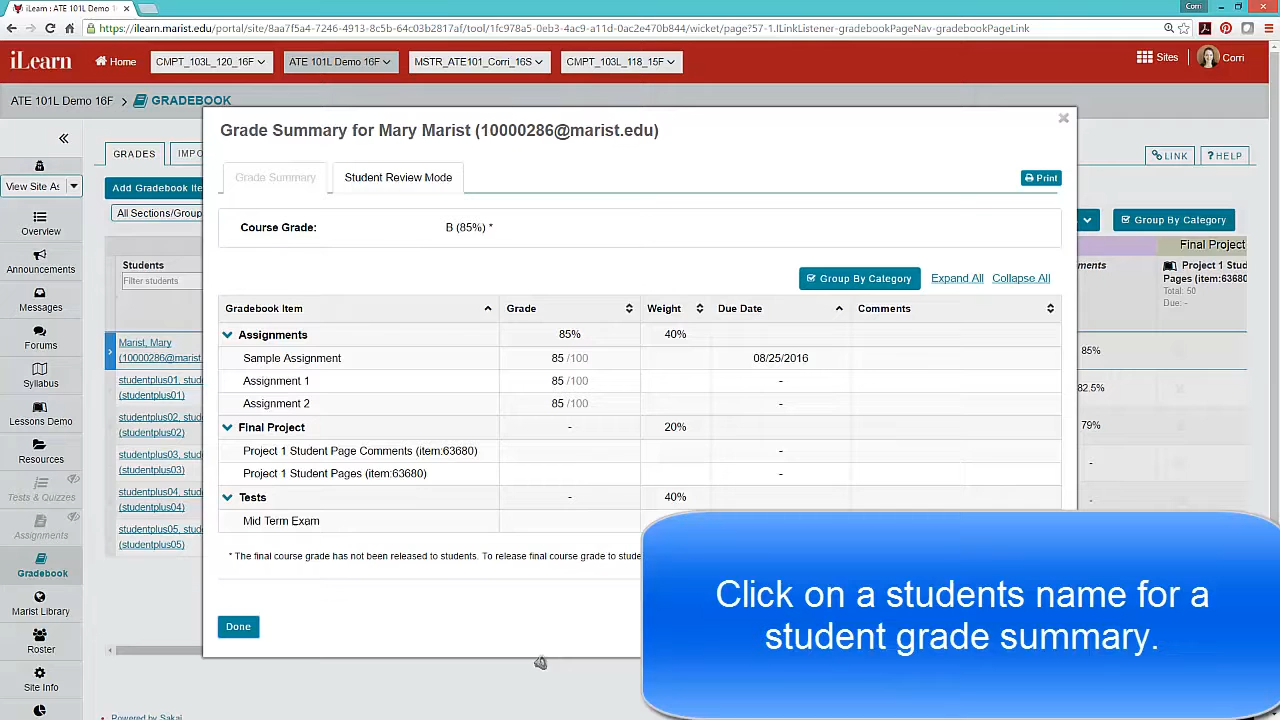 iLearn : ATE 101L Demo 1
Corri
https://ilearn.marist.edu/portal/site/8aa7f5a4-7246-4913-8c5b-64c03b2817af/tool/1fc978a5-0eb3-4ac9-a11d-0ac2e470b844/wicket/page?57-1.ILinkListener-gradebookPageNav-gradebookPageLink
iLearn
Home
CMPT_103L_120_16F
ATE 101L Demo 16F
MSTR_ATE101_Corri_16S
CMPT_103L_118_15F
Sites
Corri
ATE 101L Demo 16F
GRADEBOOK
Grade Summary for Mary Marist (10000286@marist.edu)
GRADES
IMPO
LINK
? HELP
Grade Summary
Student Review Mode
Print
View Site As
Add Gradebook Ite
All Sections/Group
Group By Category
Course Grade:
B (85%) *
Overview
Announcements
Messages
Forums
Syllabus
Lessons Demo
Resources
Tests & Quizzes
Assignments
Gradebook
Marist Library
Roster
Site Info
Students
Filter students
Marist, Mary
(10000286@marist
studentplus01, stud
(studentplus01)
studentplus02, stud
(studentplus02)
studentplus03, stud
(studentplus03)
studentplus04, stud
(studentplus04)
studentplus05, stud
(studentplus05)
Group By Category
Expand All
Collapse All
Gradebook Item
Grade
Weight
Due Date
Comments
Assignments
85%
40%
Sample Assignment
85 /100
08/25/2016
Assignment 1
85 /100
-
Assignment 2
85 /100
-
Final Project
-
20%
Project 1 Student Page Comments (item:63680)
-
Project 1 Student Pages (item:63680)
-
Tests
-
40%
Mid Term Exam
* The final course grade has not been released to students. To release final course grade to stude
Done
Final Project
ments
Project 1 Stud
Pages (item:6368
Total: 50
Due: -
85%
82.5%
79%
-
-
Click on a students name for a
student grade summary.
Powered by Sakai